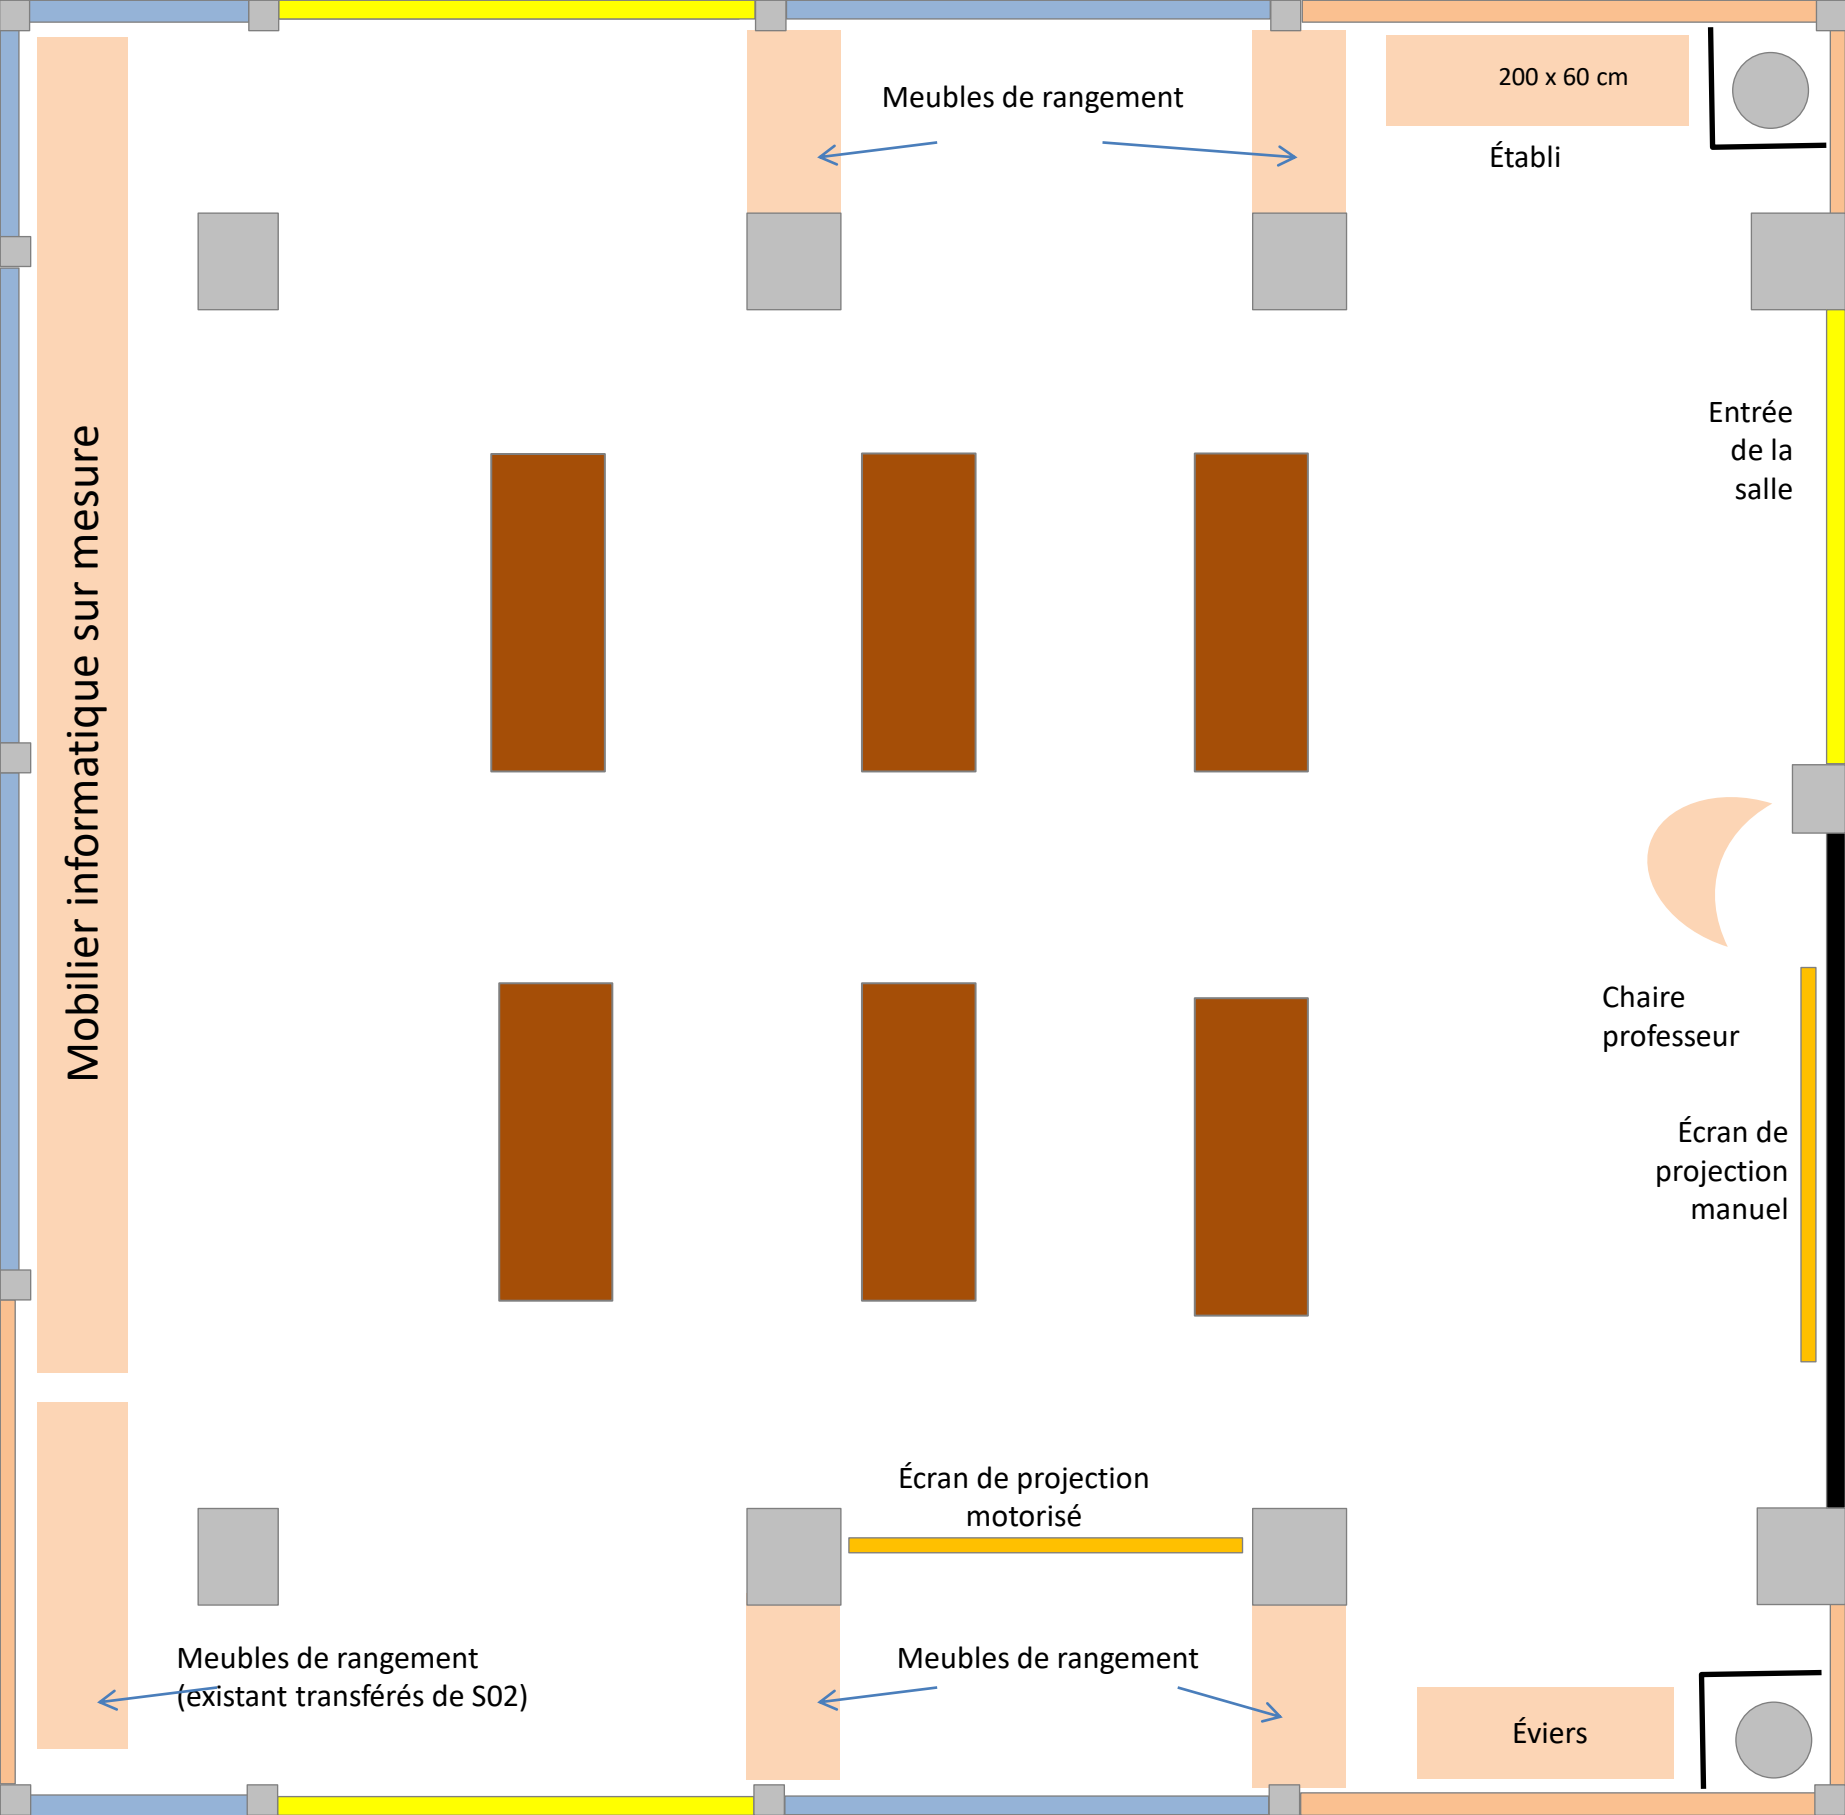 Meubles de rangement
200 x 60 cm
Établi
Entrée
de la
salle
Mobilier informatique sur mesure
Chaire
professeur
Écran de
projection
manuel
Écran de projection
motorisé
Meubles de rangement
(existant transférés de S02)
Meubles de rangement
Éviers